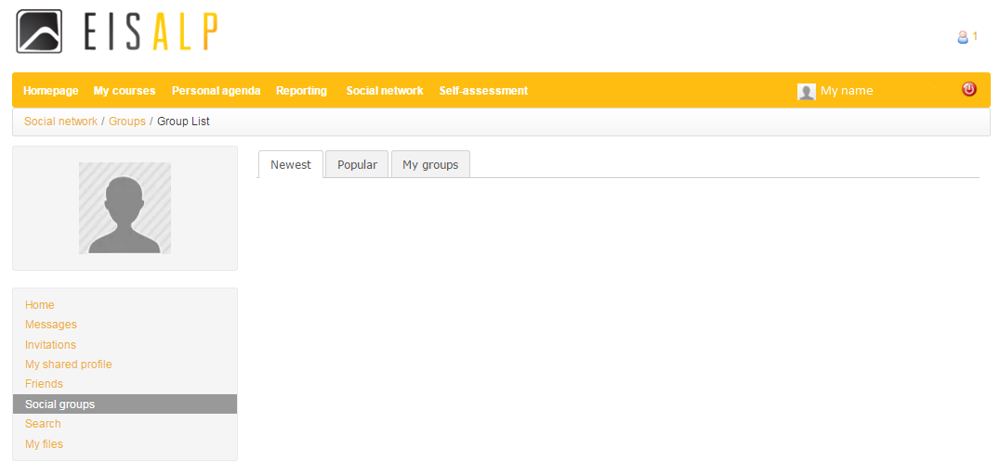 EISALP
1
Homepage My courses Personal agenda Reporting Social network Self-assessment My name
Social network / Groups / Group List
Newest Popular My groups
Home
Messages
Invitations
My shared profile
Friends
Social groups
Search
My files